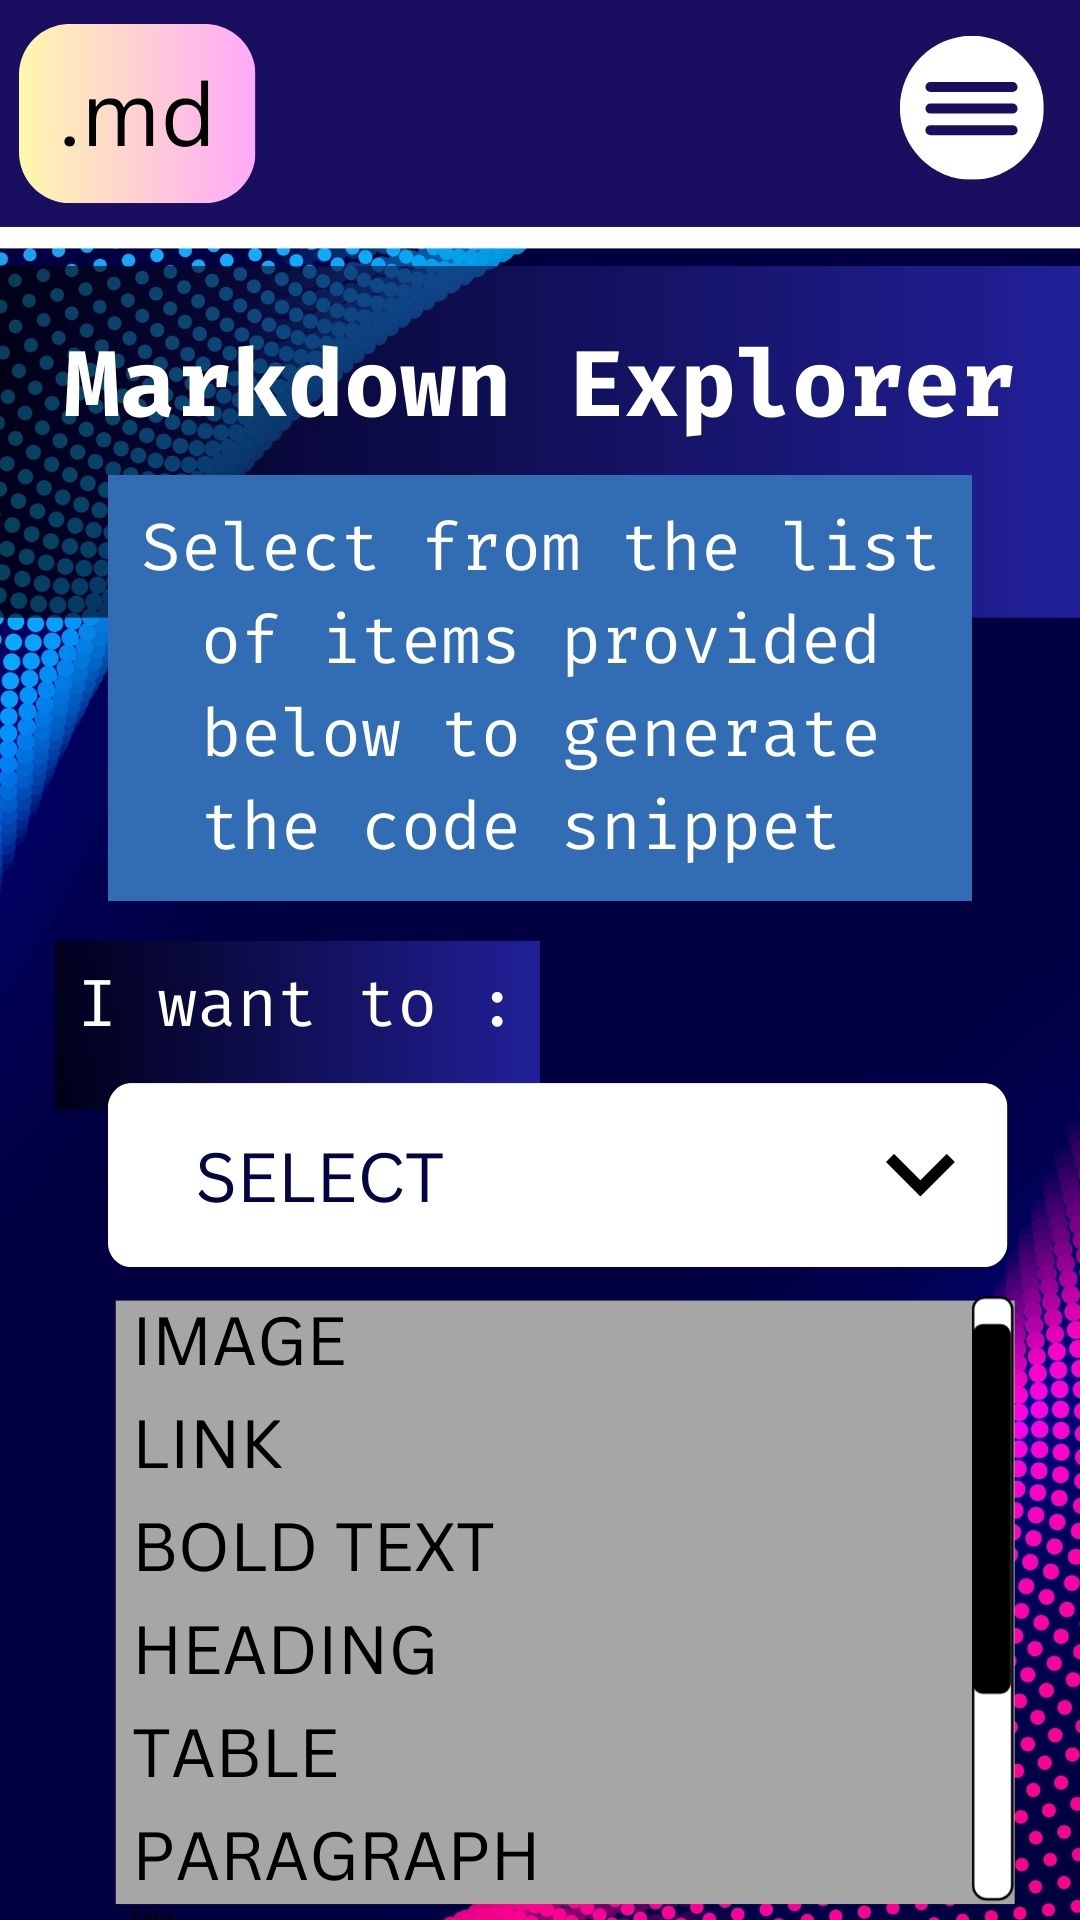 .md
Markdown Explorer
Select from the list
of items provided
below to generate
the code snippet
I want to :
SELECT
IMAGE
LINK
BOLD TEXT
HEADING
TABLE
PARAGRAPH